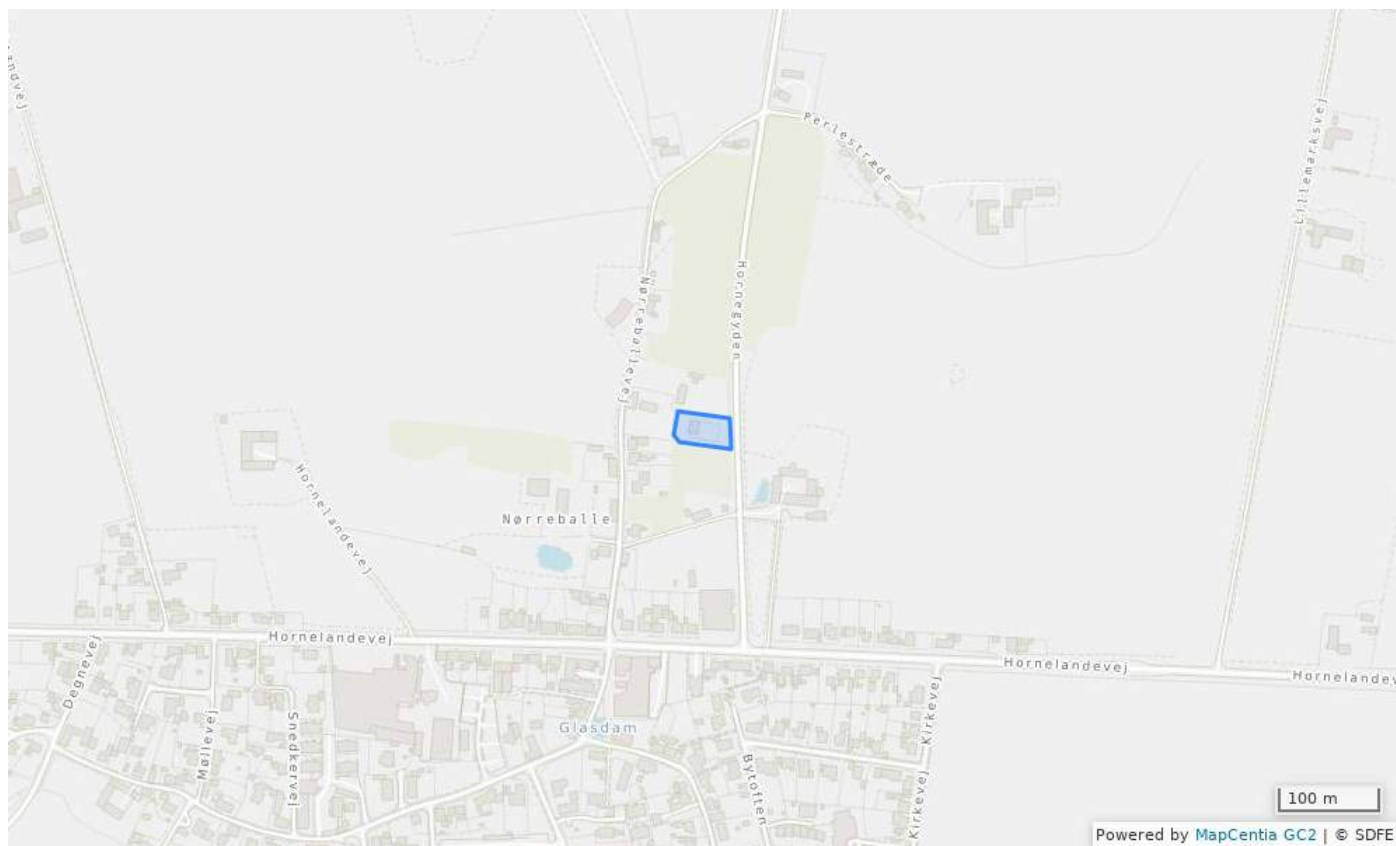 Perlestræde
Lillemarksvej
Hornegyden
Nørreballevej
Hornelandevej
Nørreballe
Hornelandevej
Hornelandevej
Hornelandev
Degnevej
Møllevej
Snedkervej
Glasdam
Bytoften
Kirkevej
Kirkevej
100 m
Powered by MapCentia GC2 | © SDFE